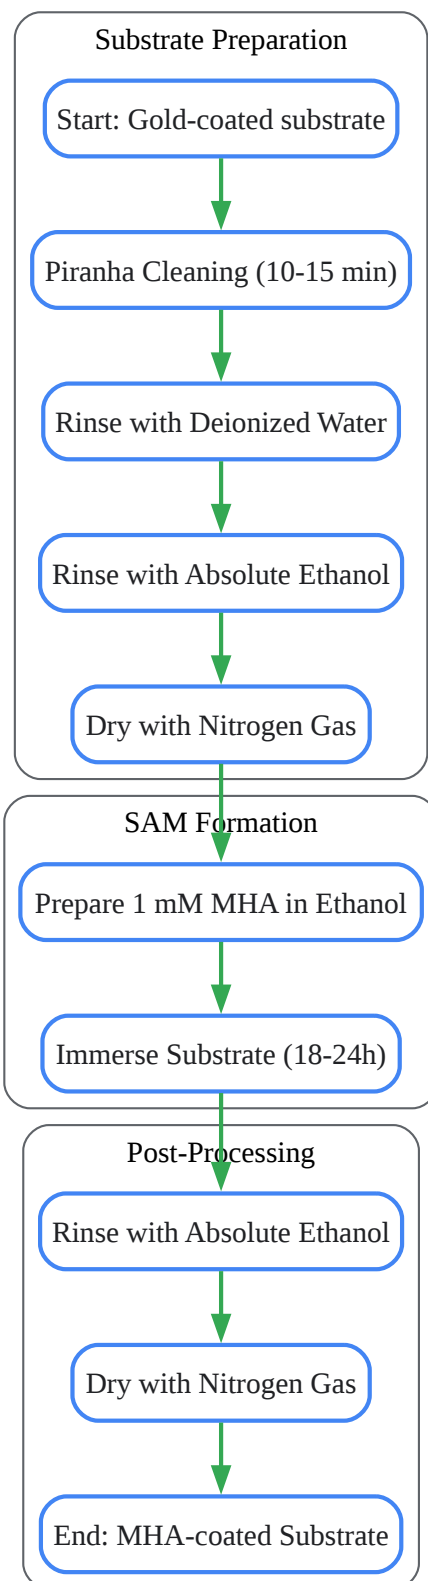 Substrate Preparation
Start: Gold-coated substrate
Piranha Cleaning (10-15 min)
Rinse with Deionized Water
Rinse with Absolute Ethanol
Dry with Nitrogen Gas
SAM Formation
Prepare 1 mM MHA in Ethanol
Immerse Substrate (18-24h)
Post-Processing
Rinse with Absolute Ethanol
Dry with Nitrogen Gas
End: MHA-coated Substrate